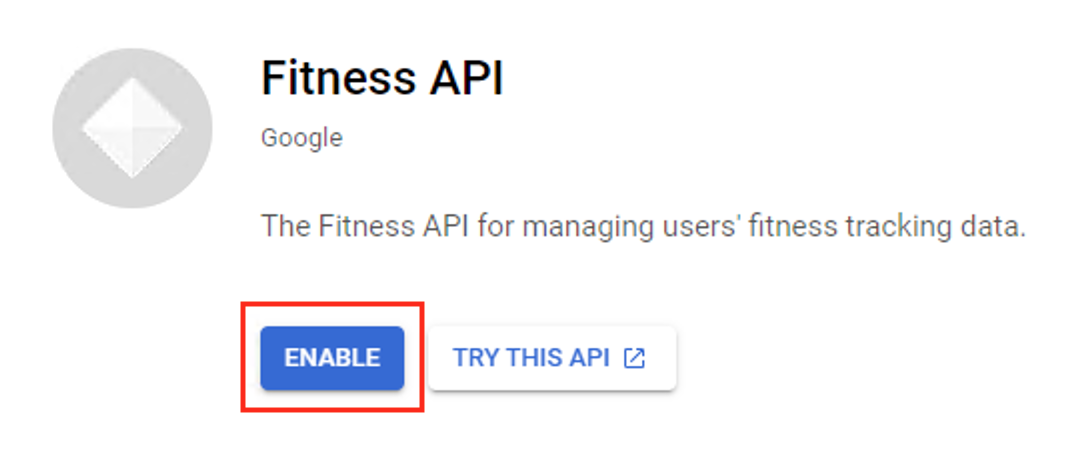 Fitness API
Google
The Fitness API for managing users' fitness tracking data.
ENABLE
TRY THIS API